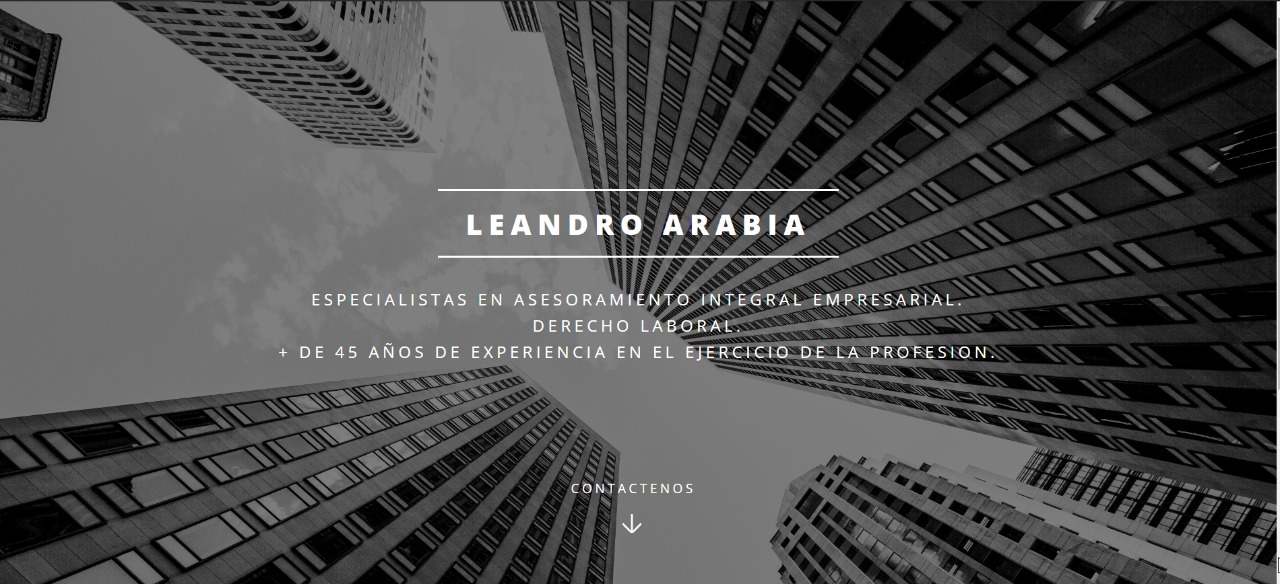 LEANDRO ARABIA
ESPECIALISTAS EN ASESORAMIENTO INTEGRAL EMPRESARIAL.
DERECHO LABORAL.
+ DE 45 AÑOS DE EXPERIENCIA EN EL EJERCICIO DE LA PROFESION.
CONTACTENOS